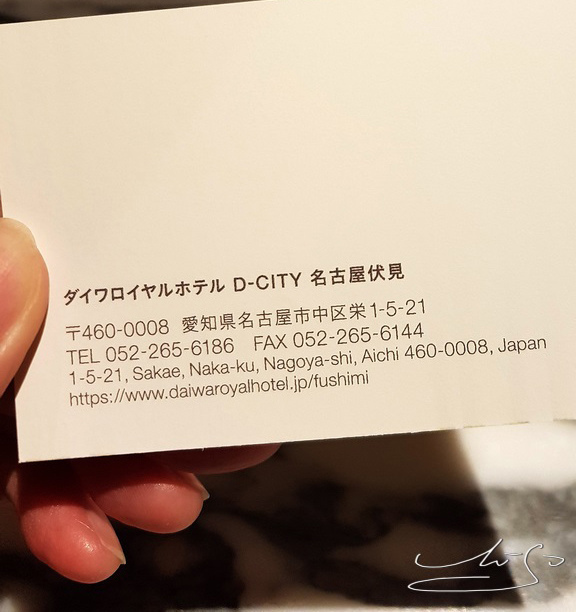 ダイワロイヤルホテル D-CITY 名古屋伏見
〒460-0008 愛知県名古屋市中区栄1-5-21
TEL 052-265-6186 FAX 052-265-6144
1-5-21, Sakae, Naka-ku, Nagoya-shi, Aichi 460-0008, Japan
https://www.daiwaroyalhotel.jp/fushimi